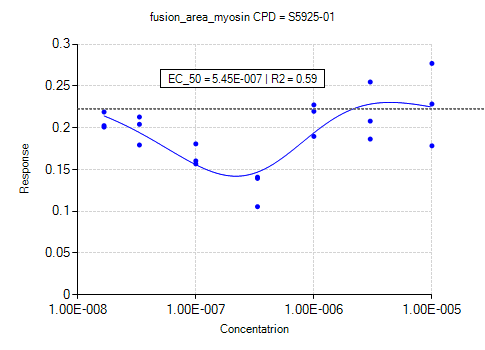 fusion_area_myosin CPD = S5925-01
0.3
EC_50 = 5.45E-007 | R2 = 0.59
0.25
0.2
Response
0.15
0.1
0.05
0
1.00E-008 1.00E-007 1.00E-006 1.00E-005
Concentatrion